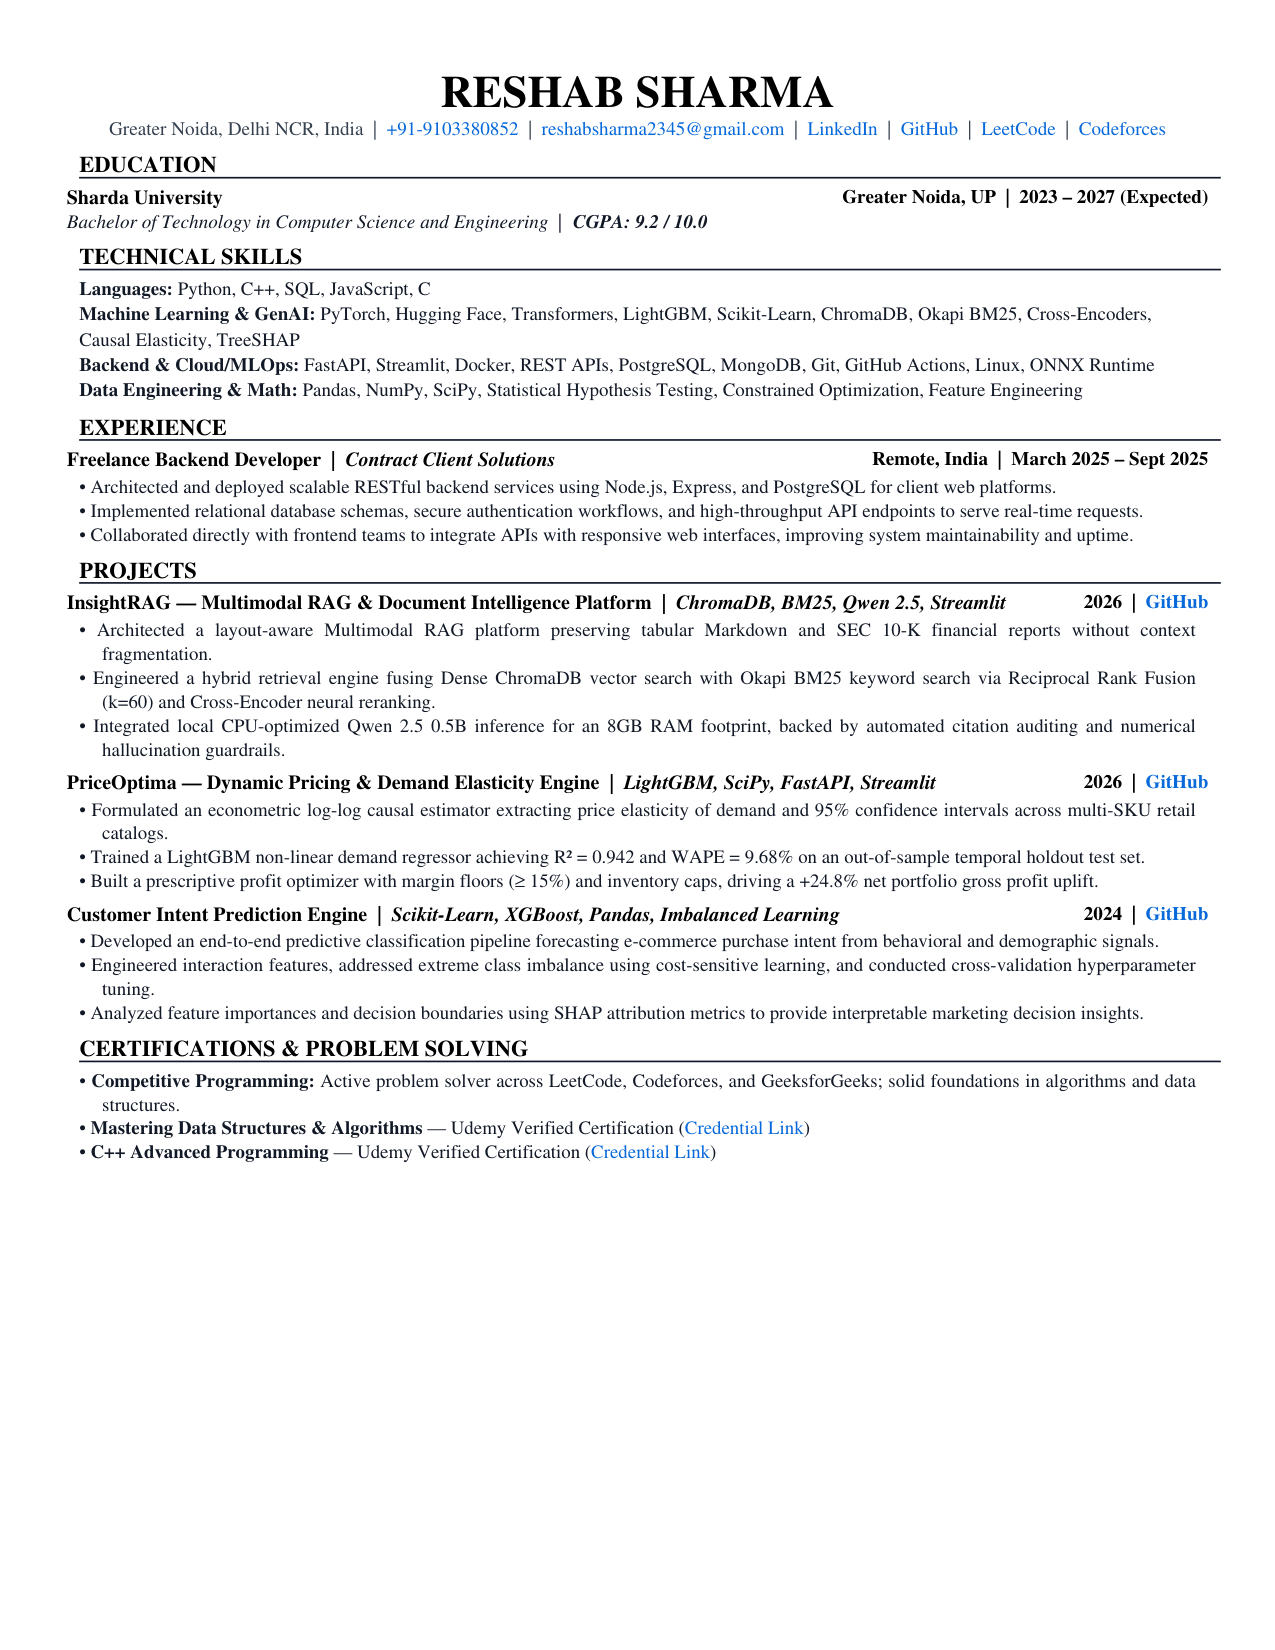 RESHAB SHARMA
Greater Noida, Delhi NCR, India | +91-9103380852 | reshabsharma2345@gmail.com | LinkedIn | GitHub | LeetCode | Codeforces
EDUCATION
Sharda University Greater Noida, UP | 2023 – 2027 (Expected)
Bachelor of Technology in Computer Science and Engineering | CGPA: 9.2 / 10.0
TECHNICAL SKILLS
Languages: Python, C++, SQL, JavaScript, C
Machine Learning & GenAI: PyTorch, Hugging Face, Transformers, LightGBM, Scikit-Learn, ChromaDB, Okapi BM25, Cross-Encoders,
Causal Elasticity, TreeSHAP
Backend & Cloud/MLOps: FastAPI, Streamlit, Docker, REST APIs, PostgreSQL, MongoDB, Git, GitHub Actions, Linux, ONNX Runtime
Data Engineering & Math: Pandas, NumPy, SciPy, Statistical Hypothesis Testing, Constrained Optimization, Feature Engineering
EXPERIENCE
Freelance Backend Developer | Contract Client Solutions Remote, India | March 2025 – Sept 2025
• Architected and deployed scalable RESTful backend services using Node.js, Express, and PostgreSQL for client web platforms.
• Implemented relational database schemas, secure authentication workflows, and high-throughput API endpoints to serve real-time requests.
• Collaborated directly with frontend teams to integrate APIs with responsive web interfaces, improving system maintainability and uptime.
PROJECTS
InsightRAG — Multimodal RAG & Document Intelligence Platform | ChromaDB, BM25, Qwen 2.5, Streamlit 2026 | GitHub
• Architected a layout-aware Multimodal RAG platform preserving tabular Markdown and SEC 10-K financial reports without context
fragmentation.
• Engineered a hybrid retrieval engine fusing Dense ChromaDB vector search with Okapi BM25 keyword search via Reciprocal Rank Fusion
(k=60) and Cross-Encoder neural reranking.
• Integrated local CPU-optimized Qwen 2.5 0.5B inference for an 8GB RAM footprint, backed by automated citation auditing and numerical
hallucination guardrails.
PriceOptima — Dynamic Pricing & Demand Elasticity Engine | LightGBM, SciPy, FastAPI, Streamlit 2026 | GitHub
• Formulated an econometric log-log causal estimator extracting price elasticity of demand and 95% confidence intervals across multi-SKU retail
catalogs.
• Trained a LightGBM non-linear demand regressor achieving R² = 0.942 and WAPE = 9.68% on an out-of-sample temporal holdout test set.
• Built a prescriptive profit optimizer with margin floors (≥ 15%) and inventory caps, driving a +24.8% net portfolio gross profit uplift.
Customer Intent Prediction Engine | Scikit-Learn, XGBoost, Pandas, Imbalanced Learning 2024 | GitHub
• Developed an end-to-end predictive classification pipeline forecasting e-commerce purchase intent from behavioral and demographic signals.
• Engineered interaction features, addressed extreme class imbalance using cost-sensitive learning, and conducted cross-validation hyperparameter
tuning.
• Analyzed feature importances and decision boundaries using SHAP attribution metrics to provide interpretable marketing decision insights.
CERTIFICATIONS & PROBLEM SOLVING
• Competitive Programming: Active problem solver across LeetCode, Codeforces, and GeeksforGeeks; solid foundations in algorithms and data
structures.
• Mastering Data Structures & Algorithms — Udemy Verified Certification (Credential Link)
• C++ Advanced Programming — Udemy Verified Certification (Credential Link)